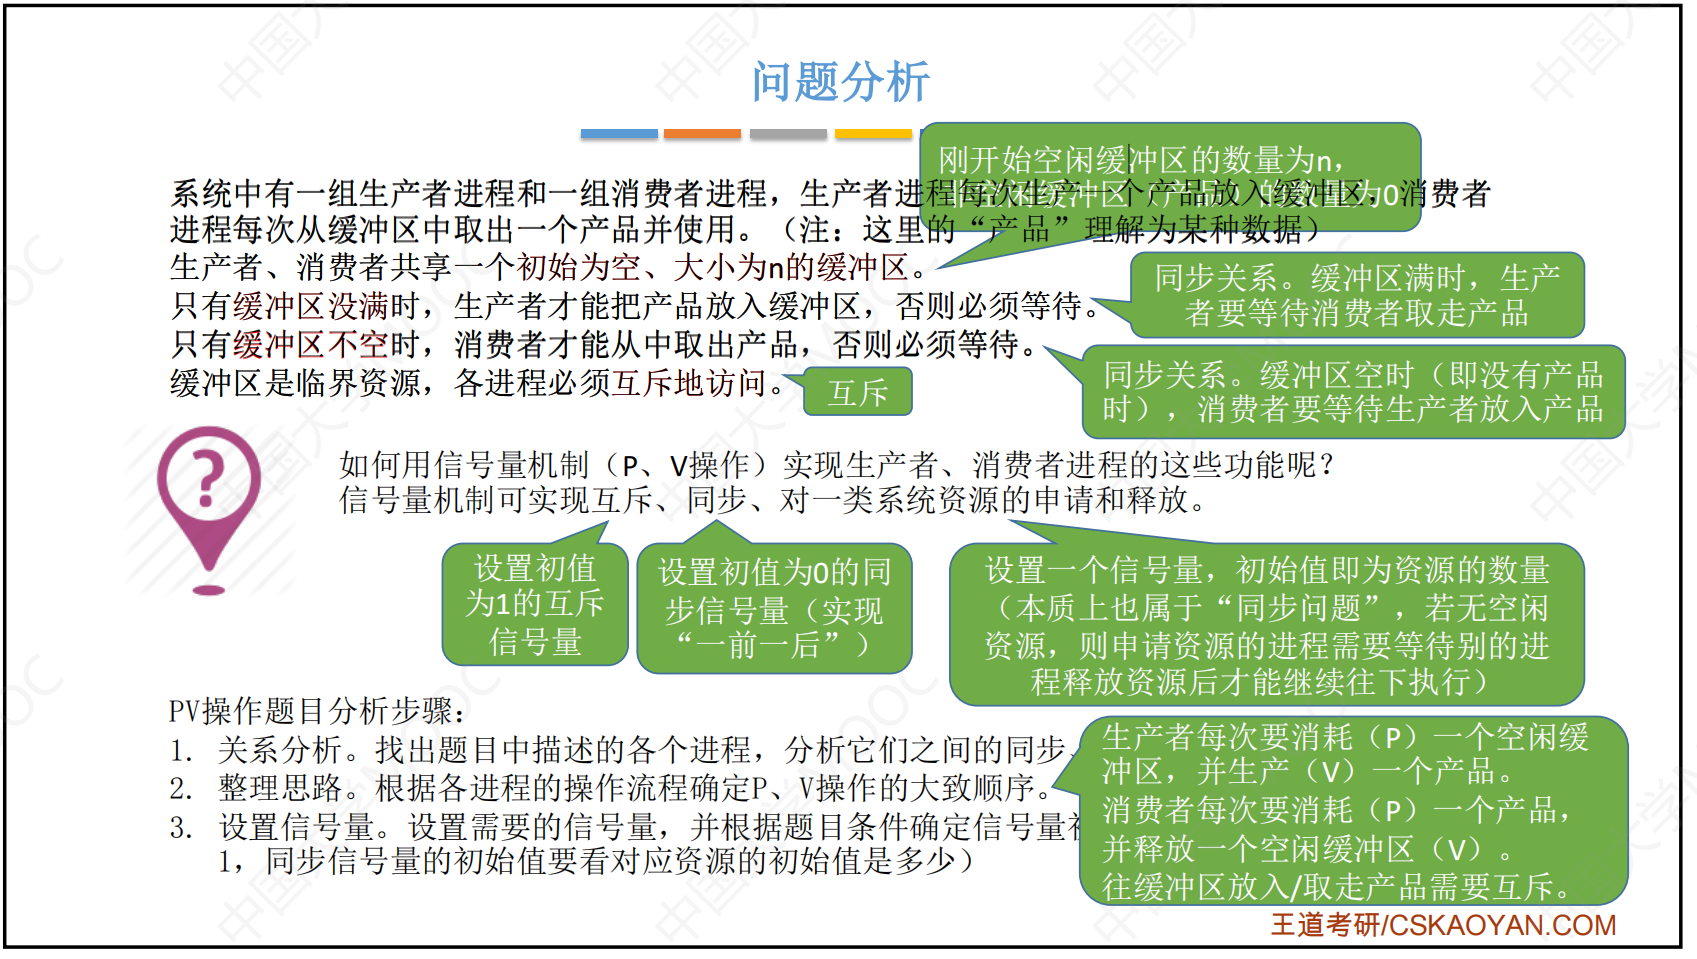 问题分析
刚开始空闲缓冲区的数量为n，
非空闲缓冲区（产品）的数量为0
系统中有一组生产者进程和一组消费者进程，生产者进程每次生产一个产品放入缓冲区，消费者
进程每次从缓冲区中取出一个产品并使用。（注：这里的“产品”理解为某种数据）
生产者、消费者共享一个初始为空、大小为n的缓冲区。
只有缓冲区没满时，生产者才能把产品放入缓冲区，否则必须等待。
同步关系。缓冲区满时，生产
者要等待消费者取走产品
只有缓冲区不空时，消费者才能从中取出产品，否则必须等待。
同步关系。缓冲区空时（即没有产品
时），消费者要等待生产者放入产品
缓冲区是临界资源，各进程必须互斥地访问。
互斥
如何用信号量机制（P、V操作）实现生产者、消费者进程的这些功能呢？
信号量机制可实现互斥、同步、对一类系统资源的申请和释放。
设置初值
为1的互斥
信号量
设置初值为0的同
步信号量（实现
“一前一后”）
设置一个信号量，初始值即为资源的数量
（本质上也属于“同步问题”，若无空闲
资源，则申请资源的进程需要等待别的进
程释放资源后才能继续往下执行）
PV操作题目分析步骤：
1. 关系分析。找出题目中描述的各个进程，分析它们之间的同步、
2. 整理思路。根据各进程的操作流程确定P、V操作的大致顺序。
3. 设置信号量。设置需要的信号量，并根据题目条件确定信号量初
1，同步信号量的初始值要看对应资源的初始值是多少）
生产者每次要消耗（P）一个空闲缓
冲区，并生产（V）一个产品。
消费者每次要消耗（P）一个产品，
并释放一个空闲缓冲区（V）。
往缓冲区放入/取走产品需要互斥。
王道考研/CSKAOYAN.COM